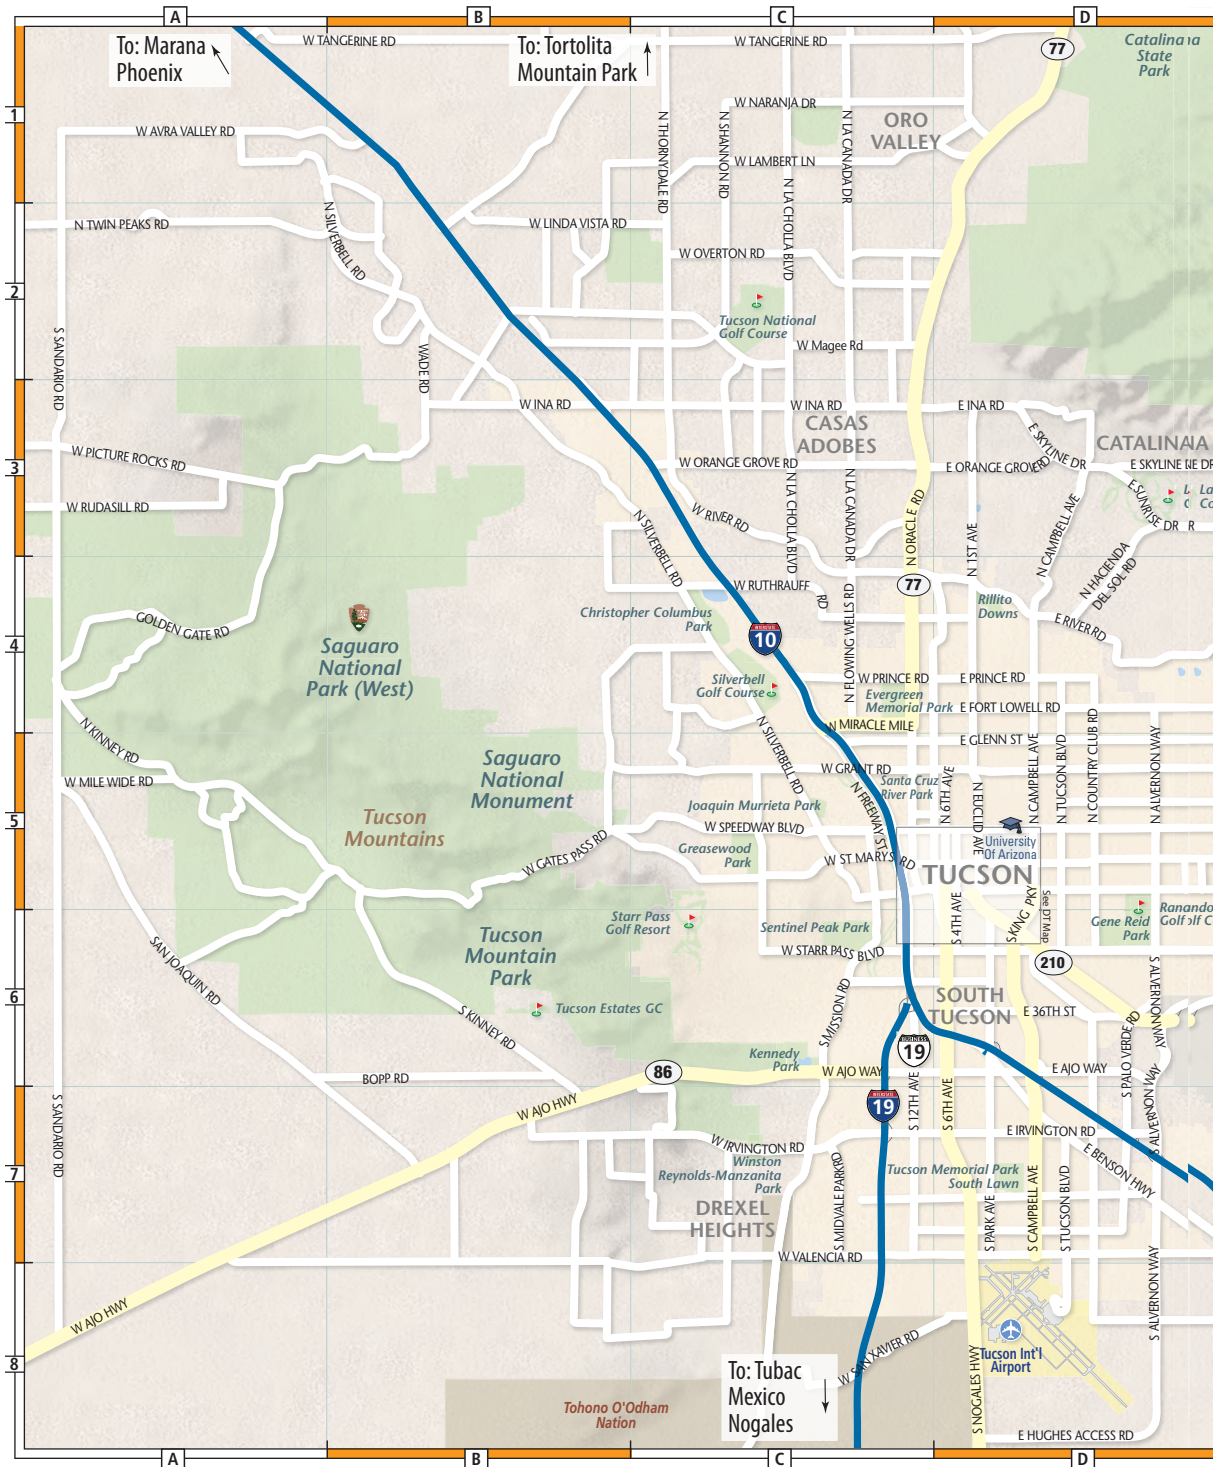 A
B
C
D
To: Marana
Phoenix
W TANGERINE RD
To: Tortolita
Mountain Park
W TANGERINE RD
77
Catalina
State
Park
1
W AVRA VALLEY RD
N THORNYDALE RD
N SHANNON RD
W NARANJA DR
N LA CANADA DR
ORO
VALLEY
W LAMBERT LN
N LA CHOLLA BLVD
N TWIN PEAKS RD
N SILVERBELL RD
W LINDA VISTA RD
W OVERTON RD
2
Tucson National
Golf Course
S SANDARIO RD
WADE RD
W Magee Rd
W INA RD
W INA RD
E INA RD
CASAS
ADOBES
E SKYLINE DR
CATALINA
3
W PICTURE ROCKS RD
W ORANGE GROVE RD
E ORANGE GROVE RD
E SKYLINE DR
W RUDASILL RD
N SILVERBELL RD
W RIVER RD
N LA CHOLLA BLVD
N LA CANADA DR
N ORACLE RD
N 1ST AVE
N CAMPBELL AVE
E SUNRISE DR
N HACIENDA
DEL SOL RD
W RUTHRAUFF
RD
77
Rillito
Downs
4
GOLDEN GATE RD
Saguaro
National
Park (West)
Christopher Columbus
Park
INTERSTATE
10
N FLOWING WELLS RD
E RIVER RD
Silverbell
Golf Course
W PRINCE RD
E PRINCE RD
Evergreen
Memorial Park
E FORT LOWELL RD
N KINNEY RD
N SILVERBELL RD
W MIRACLE MILE
E GLENN ST
N CAMPBELL AVE
N TUCSON BLVD
N COUNTRY CLUB RD
N ALVERNON WAY
W MILE WIDE RD
Saguaro
National
Monument
W GRANT RD
Santa Cruz
River Park
N 6TH AVE
N EUCLID AVE
N FREEWAY ST
5
Tucson
Mountains
Joaquin Murrieta Park
W SPEEDWAY BLVD
University
Of Arizona
W GATES PASS RD
Greasewood
Park
W ST MARYS RD
TUCSON
Starr Pass
Golf Resort
Sentinel Peak Park
S 4TH AVE
S KING PKY
See DT Map
Gene Reid
Park
Tucson
Mountain
Park
W STARR PASS BLVD
210
SAN JOAQUIN RD
6
Tucson Estates GC
S KINNEY RD
S MISSION RD
SOUTH
TUCSON
E 36TH ST
S PALO VERDE RD
S ALVERNON WAY
BUSINESS
19
Kennedy
Park
W AJO WAY
E AJO WAY
BOPP RD
86
W AJO HWY
INTERSTATE
19
S 12TH AVE
S 6TH AVE
S SANDARIO RD
W IRVINGTON RD
E IRVINGTON RD
S ALVERNON WAY
E BENSON HWY
7
Winston
Reynolds-Manzanita
Park
S MIDVALE PARK RD
Tucson Memorial Park
South Lawn
DREXEL
HEIGHTS
S PARK AVE
S CAMPBELL AVE
S TUCSON BLVD
W VALENCIA RD
S ALVERNON WAY
W AJO HWY
8
W SAN XAVIER RD
Tucson Int'l
Airport
To: Tubac
Mexico
Nogales
S NOGALES HWY
Tohono O'Odham
Nation
E HUGHES ACCESS RD
A
B
C
D